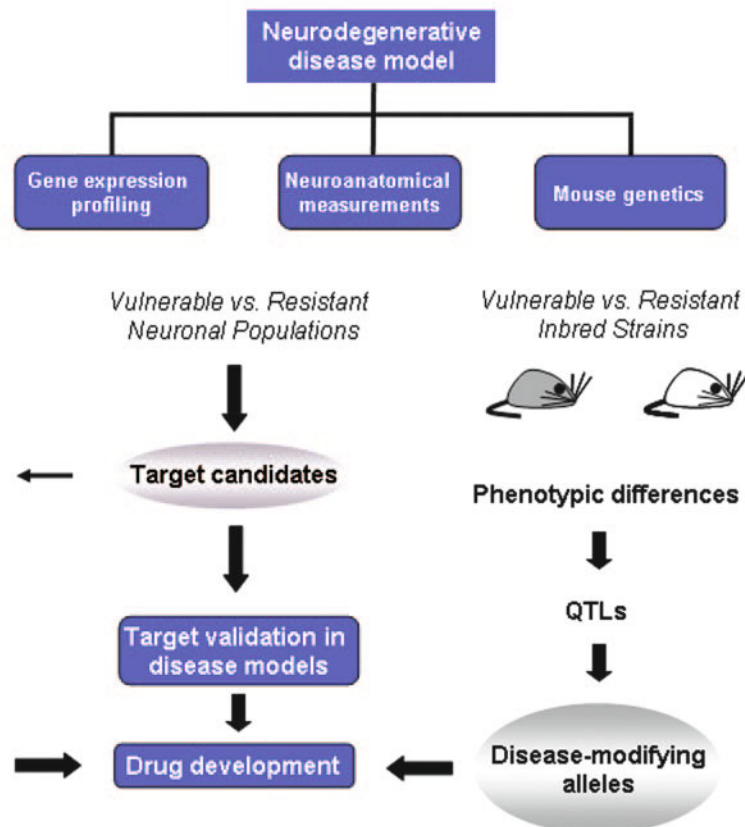 Neurodegenerative
disease model
Gene expression
profiling
Neuroanatomical
measurements
Mouse genetics
Vulnerable vs. Resistant
Neuronal Populations
Vulnerable vs. Resistant
Inbred Strains
Target candidates
Phenotypic differences
QTLs
Target validation in
disease models
Drug development
Disease-modifying
alleles